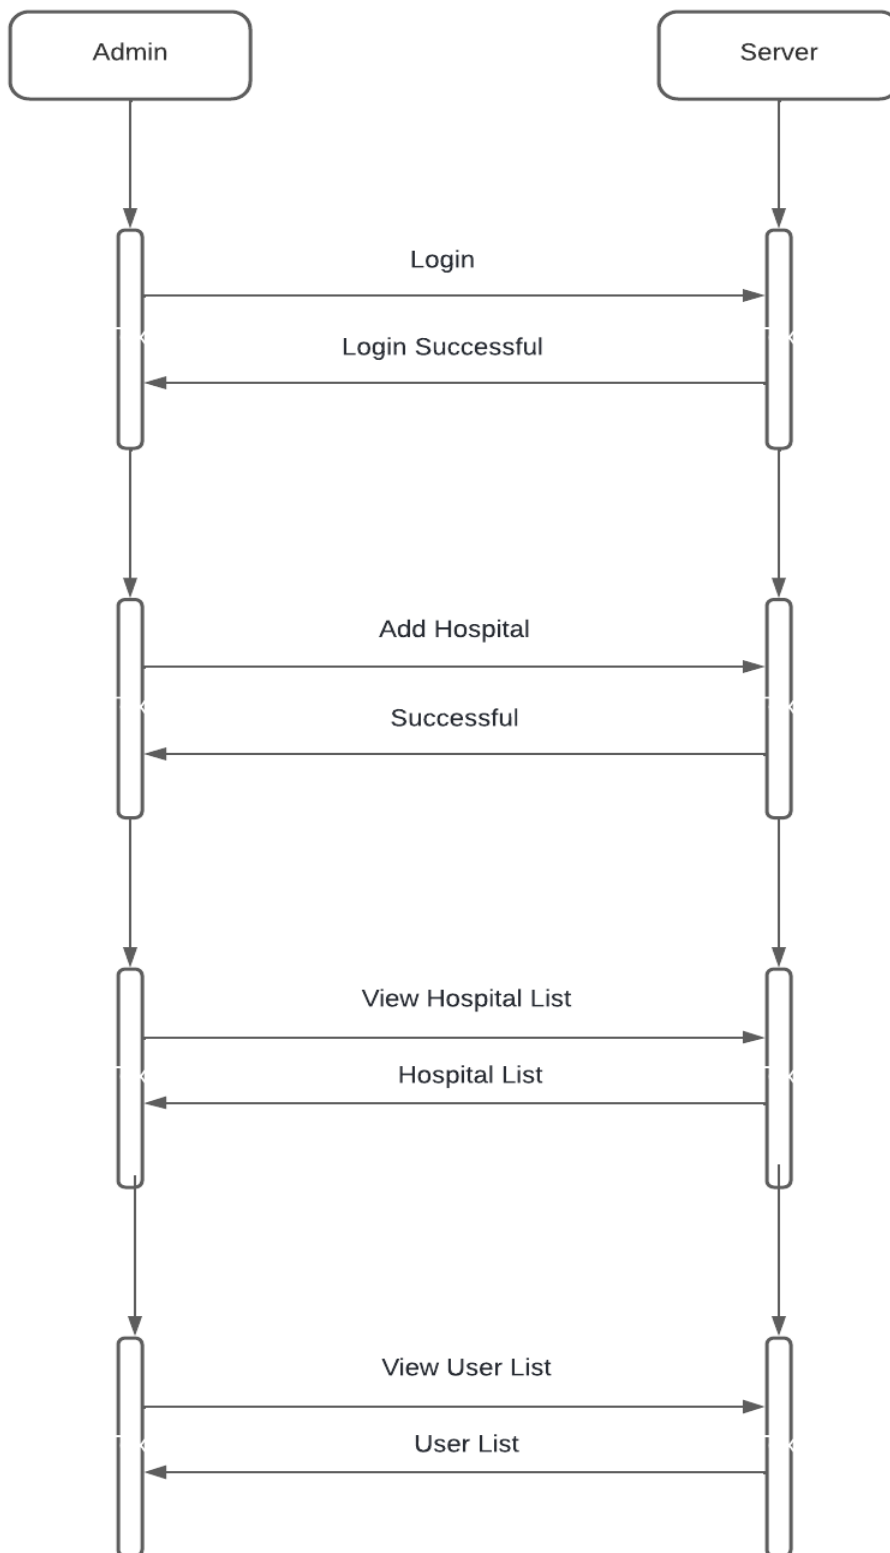 Admin
Server
Login
Login Successful
Add Hospital
Successful
View Hospital List
Hospital List
View User List
User List